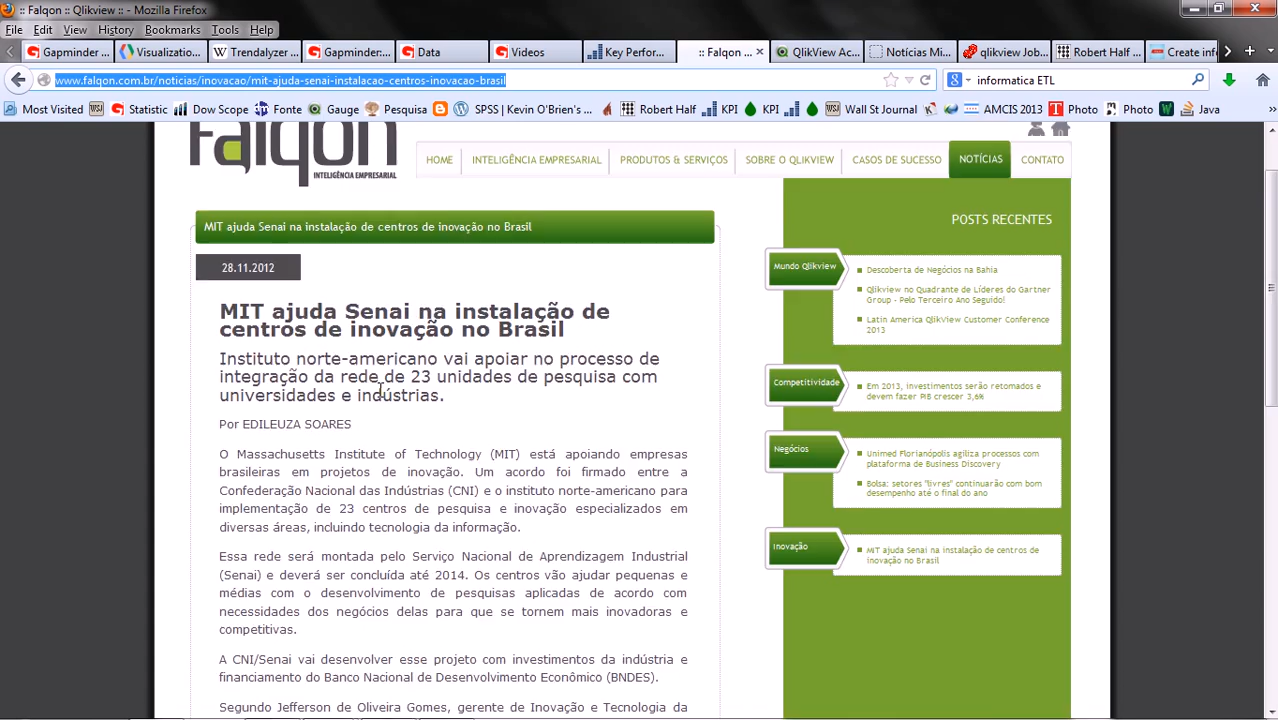 :: Falqon :: Qlikview :: - Mozilla Firefox
File Edit View History Bookmarks Tools Help
Gapminder ... Visualizatio... Trendalyzer ... Gapminder: ... Data Videos Key Perfor... :: Falqon ... QlikView Ac... Notícias Mi... qlikview Job... Robert Half ... Create info
www.falqon.com.br/noticias/inovacao/mit-ajuda-senai-instalacao-centros-inovacao-brasil
informatica ETL
Most Visited Statistic Dow Scope Fonte Gauge Pesquisa SPSS | Kevin O'Brien's ... Robert Half KPI KPI Wall St Journal AMCIS 2013 Photo Photo Java
falqon
INTELIGÊNCIA EMPRESARIAL
HOME INTELIGÊNCIA EMPRESARIAL PRODUTOS & SERVIÇOS SOBRE O QLIKVIEW CASOS DE SUCESSO NOTÍCIAS CONTATO
MIT ajuda Senai na instalação de centros de inovação no Brasil
28.11.2012
MIT ajuda Senai na instalação de
centros de inovação no Brasil
Instituto norte-americano vai apoiar no processo de
integração da rede de 23 unidades de pesquisa com
universidades e indústrias.
Por EDILEUZA SOARES
O Massachusetts Institute of Technology (MIT) está apoiando empresas
brasileiras em projetos de inovação. Um acordo foi firmado entre a
Confederação Nacional das Indústrias (CNI) e o instituto norte-americano para
implementação de 23 centros de pesquisa e inovação especializados em
diversas áreas, incluindo tecnologia da informação.
Essa rede será montada pelo Serviço Nacional de Aprendizagem Industrial
(Senai) e deverá ser concluída até 2014. Os centros vão ajudar pequenas e
médias com o desenvolvimento de pesquisas aplicadas de acordo com
necessidades dos negócios delas para que se tornem mais inovadoras e
competitivas.
A CNI/Senai vai desenvolver esse projeto com investimentos da indústria e
financiamento do Banco Nacional de Desenvolvimento Econômico (BNDES).
Segundo Jefferson de Oliveira Gomes, gerente de Inovação e Tecnologia da
POSTS RECENTES
Mundo Qlikview
Descoberta de Negócios na Bahia
Qlikview no Quadrante de Líderes do Gartner
Group - Pelo Terceiro Ano Seguido!
Latin America QlikView Customer Conference
2013
Competitividade
Em 2013, investimentos serão retomados e
devem fazer PIB crescer 3,6%
Negócios
Unimed Florianópolis agiliza processos com
plataforma de Business Discovery
Bolsa: setores "livres" continuarão com bom
desempenho até o final do ano
Inovação
MIT ajuda Senai na instalação de centros de
inovação no Brasil